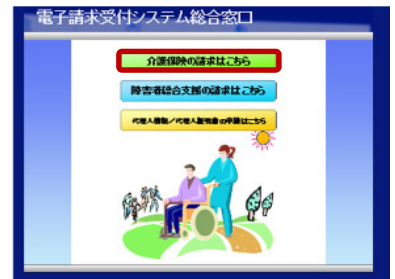 電子請求受付システム総合窓口
介護保険の請求はこちら
障害者総合支援の請求はこちら
代理人情報／代理人証明書の申請はこちら